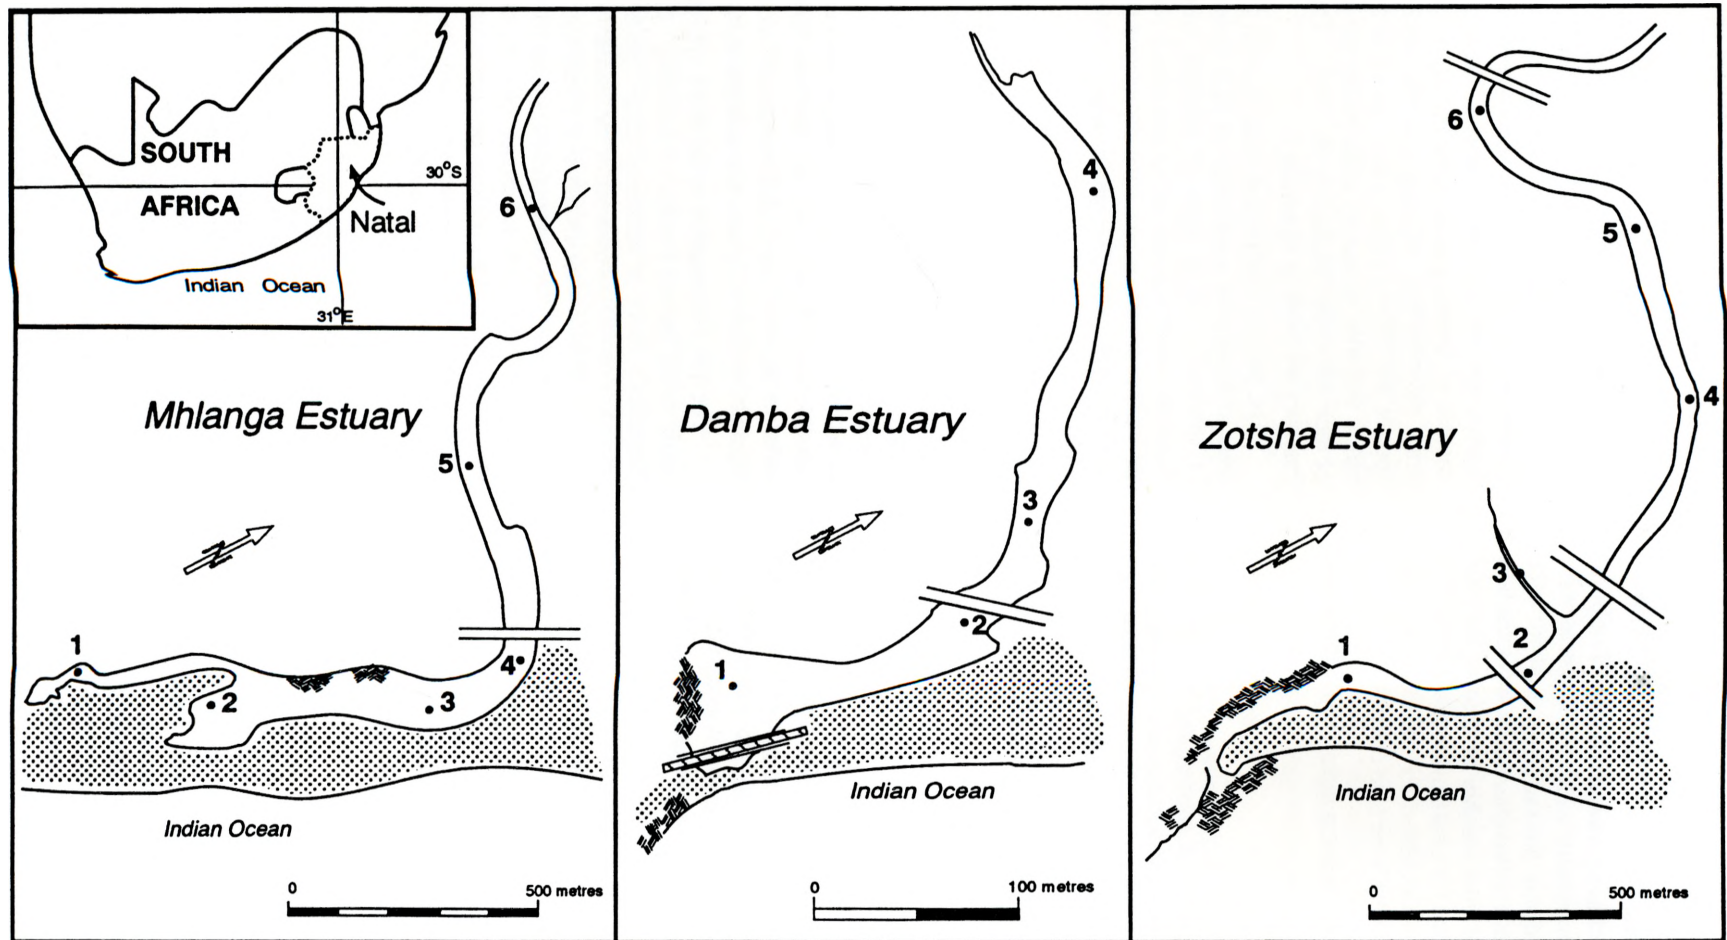 SOUTH
AFRICA
30°S
Natal
Indian Ocean
31°E
Mhlanga Estuary
6
5
N
1
2
3
4
Indian Ocean
0 500 metres
Damba Estuary
4
3
N
2
1
Indian Ocean
0 100 metres
Zotsha Estuary
6
5
4
N
3
2
1
Indian Ocean
0 500 metres